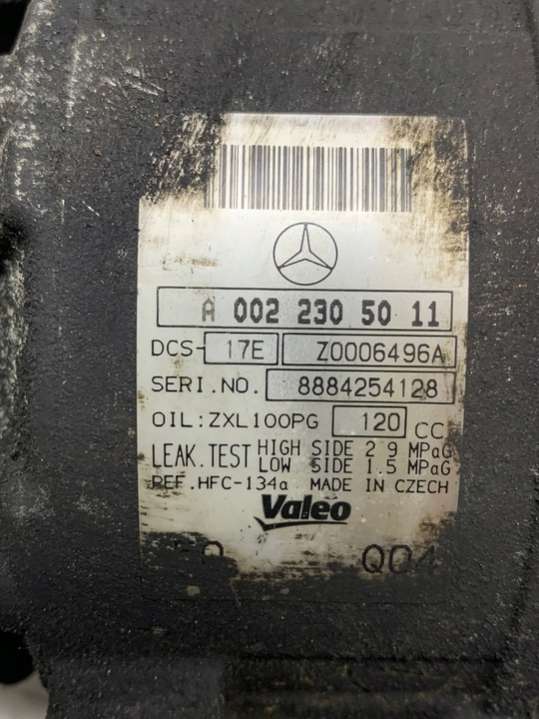 A 002 230 50 11
DCS- 17E Z0006496A
SERI.NO. 8884254128
OIL:ZXL100PG 120 CC
LEAK.TEST HIGH SIDE 2 9 MPaG
LOW SIDE 1.5 MPaG
REF.HFC-134a MADE IN CZECH
Valeo